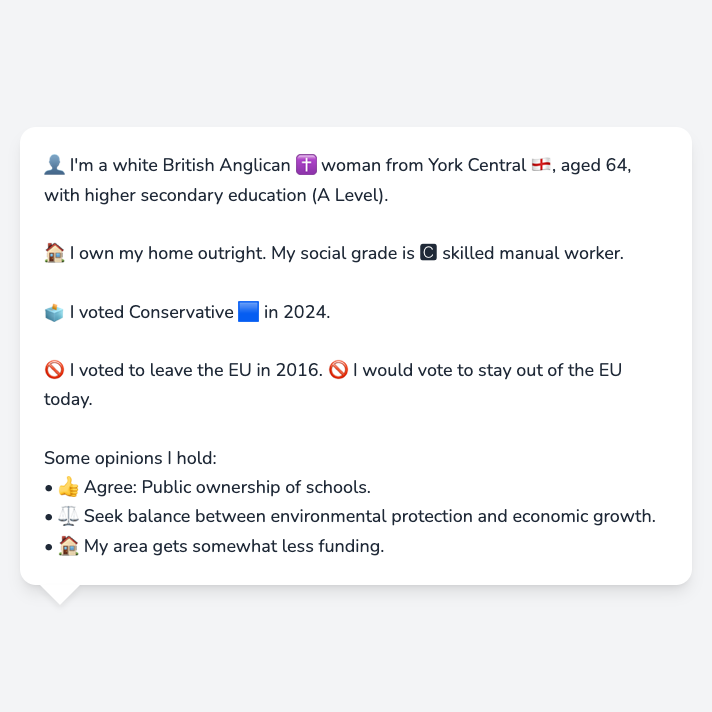 👤 I'm a white British Anglican ✝️ woman from York Central 🏴󠁧󠁢󠁥󠁮󠁧󠁿, aged 64,
with higher secondary education (A Level).
🏠 I own my home outright. My social grade is 🅲 skilled manual worker.
🗳️ I voted Conservative 🟦 in 2024.
🚫 I voted to leave the EU in 2016. 🚫 I would vote to stay out of the EU
today.
Some opinions I hold:
• 👍 Agree: Public ownership of schools.
• ⚖️ Seek balance between environmental protection and economic growth.
• 🏠 My area gets somewhat less funding.